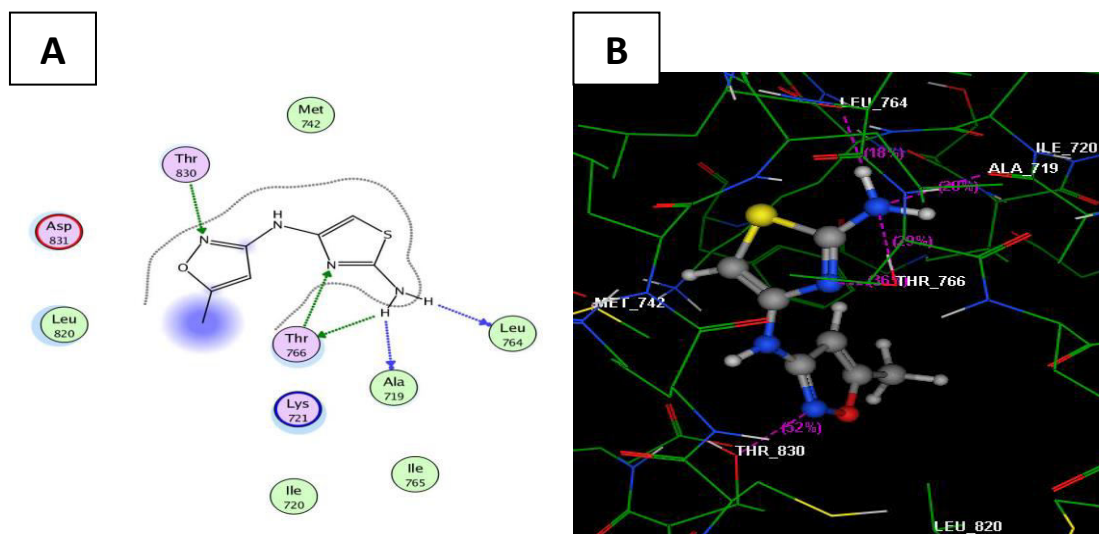 A
B
Met
742
Thr
830
Asp
831
Leu
820
H
N
N
O
S
N
N
H
H
Thr
766
Leu
764
Ala
719
Lys
721
Ile
765
Ile
720
LEU_764
(18%)
ILE_720
ALA_719
(20%)
THR_766
MET_742
(52%)
THR_830
LEU_820